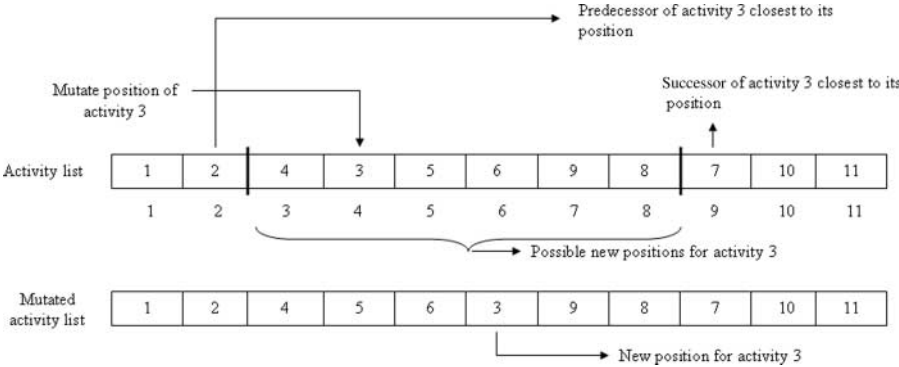 Predecessor of activity 3 closest to its
position
Mutate position of
activity 3
Successor of activity 3 closest to its
position
Activity list
1 2 4 3 5 6 9 8 7 10 11
1 2 3 4 5 6 7 8 9 10 11
Possible new positions for activity 3
Mutated
activity list
1 2 4 5 6 3 9 8 7 10 11
New position for activity 3